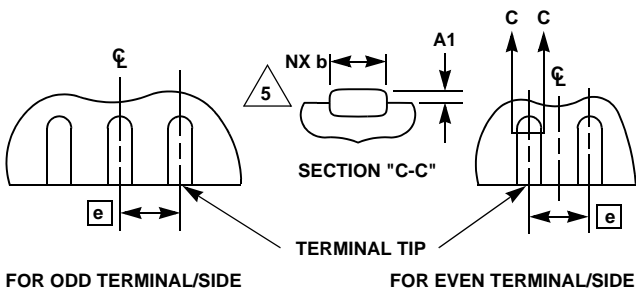 C C
A1
NX b
℄
℄
5
SECTION "C-C"
e
e
TERMINAL TIP
FOR ODD TERMINAL/SIDE
FOR EVEN TERMINAL/SIDE